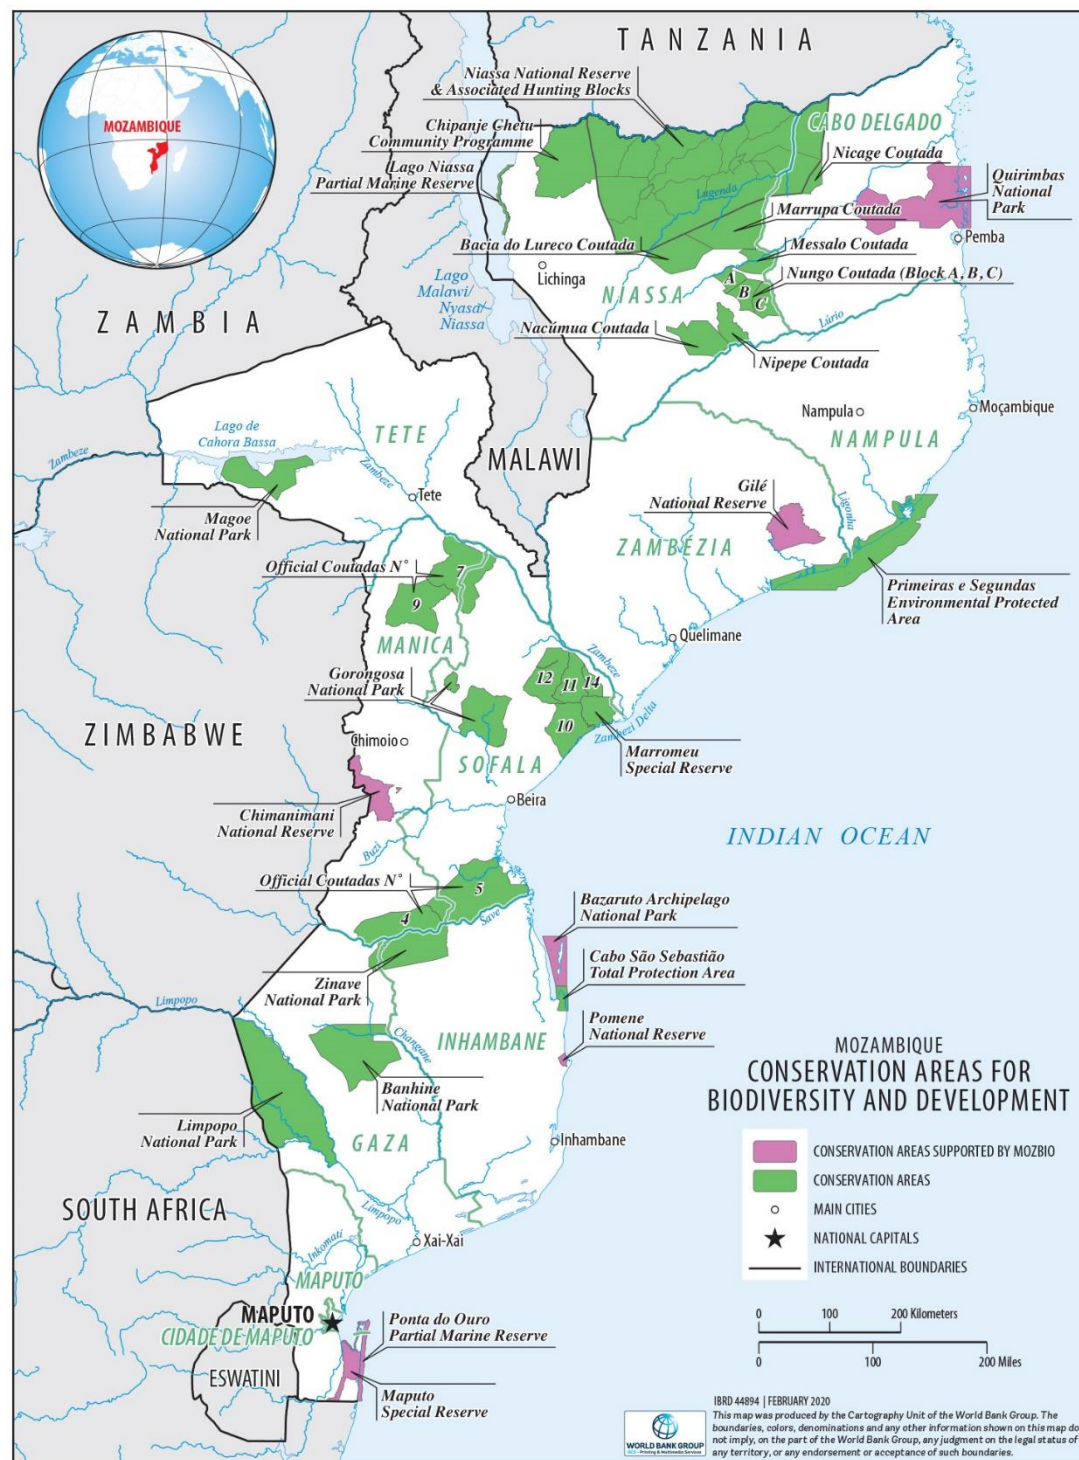 TANZANIA
Niassa National Reserve
& Associated Hunting Blocks
MOZAMBIQUE
CABO DELGADO
Chipanje Chetu
Community Programme
Nicage Coutada
Lago Niassa
Partial Marine Reserve
Quirimbas
National
Park
Lugenda
Marrupa Coutada
Pemba
Bacia do Lureco Coutada
Messalo Coutada
Lichinga
A
B
C
Nungo Coutada (Block A, B, C)
Lago
Malawi/
Nyasa/
Niassa
NIASSA
ZAMBIA
Nacúmua Coutada
Lúrio
Nipepe Coutada
Nampula
Moçambique
Lago de
Cahora Bassa
TETE
NAMPULA
MALAWI
Zambeze
Zambeze
Tete
Gilé
National Reserve
Ligonha
Magoe
National Park
ZAMBÉZIA
Official Coutadas N°
7
9
Primeiras e Segundas
Environmental Protected
Area
Quelimane
MANICA
Zambeze
Gorongosa
National Park
12
11
14
10
Zambezi Delta
ZIMBABWE
Chimoio
SOFALA
Marromeu
Special Reserve
Beira
Chimanimani
National Reserve
INDIAN OCEAN
Buzi
Official Coutadas N°
5
4
Save
Bazaruto Archipelago
National Park
Cabo São Sebastião
Total Protection Area
Zinave
National Park
Limpopo
Pomene
National Reserve
Changane
INHAMBANE
Banhine
National Park
Limpopo
National Park
GAZA
Inhambane
SOUTH AFRICA
Limpopo
Xai-Xai
Inkomati
MAPUTO
MAPUTO
CIDADE DE MAPUTO
Ponta do Ouro
Partial Marine Reserve
ESWATINI
Maputo
Special Reserve
MOZAMBIQUE
CONSERVATION AREAS FOR
BIODIVERSITY AND DEVELOPMENT
CONSERVATION AREAS SUPPORTED BY MOZBIO
CONSERVATION AREAS
MAIN CITIES
NATIONAL CAPITALS
INTERNATIONAL BOUNDARIES
0 100 200 Kilometers
0 100 200 Miles
IBRD 44894 | FEBRUARY 2020
This map was produced by the Cartography Unit of the World Bank Group. The
boundaries, colors, denominations and any other information shown on this map do
not imply, on the part of the World Bank Group, any judgment on the legal status of
any territory, or any endorsement or acceptance of such boundaries.
WORLD BANK GROUP
Printing & Multimedia Services